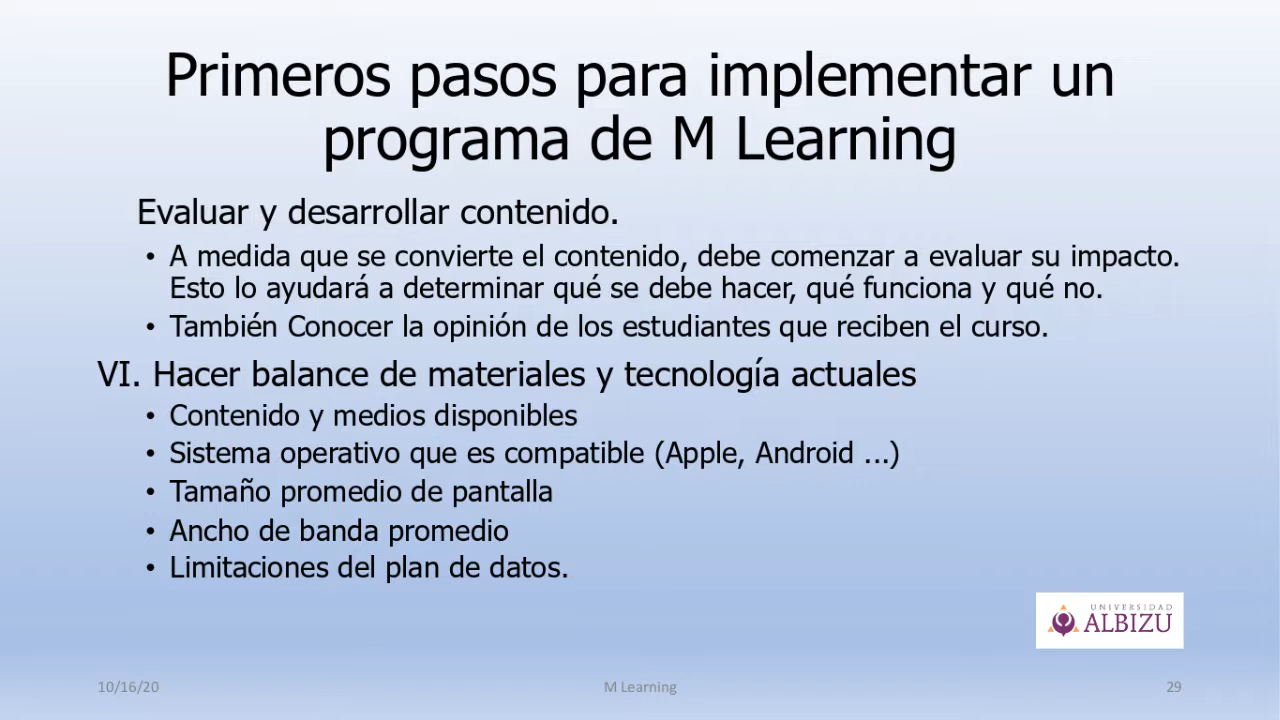 Primeros pasos para implementar un
programa de M Learning
Evaluar y desarrollar contenido.
• A medida que se convierte el contenido, debe comenzar a evaluar su impacto.
Esto lo ayudará a determinar qué se debe hacer, qué funciona y qué no.
• También Conocer la opinión de los estudiantes que reciben el curso.
VI. Hacer balance de materiales y tecnología actuales
• Contenido y medios disponibles
• Sistema operativo que es compatible (Apple, Android ...)
• Tamaño promedio de pantalla
• Ancho de banda promedio
• Limitaciones del plan de datos.
UNIVERSIDAD
ALBIZU
10/16/20
M Learning
29